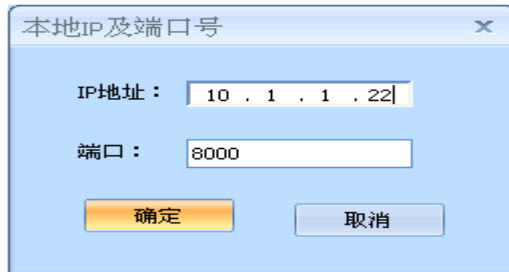 本地IP及端口号
IP地址： 10 . 1 . 1 . 22
端口： 8000
确定 取消